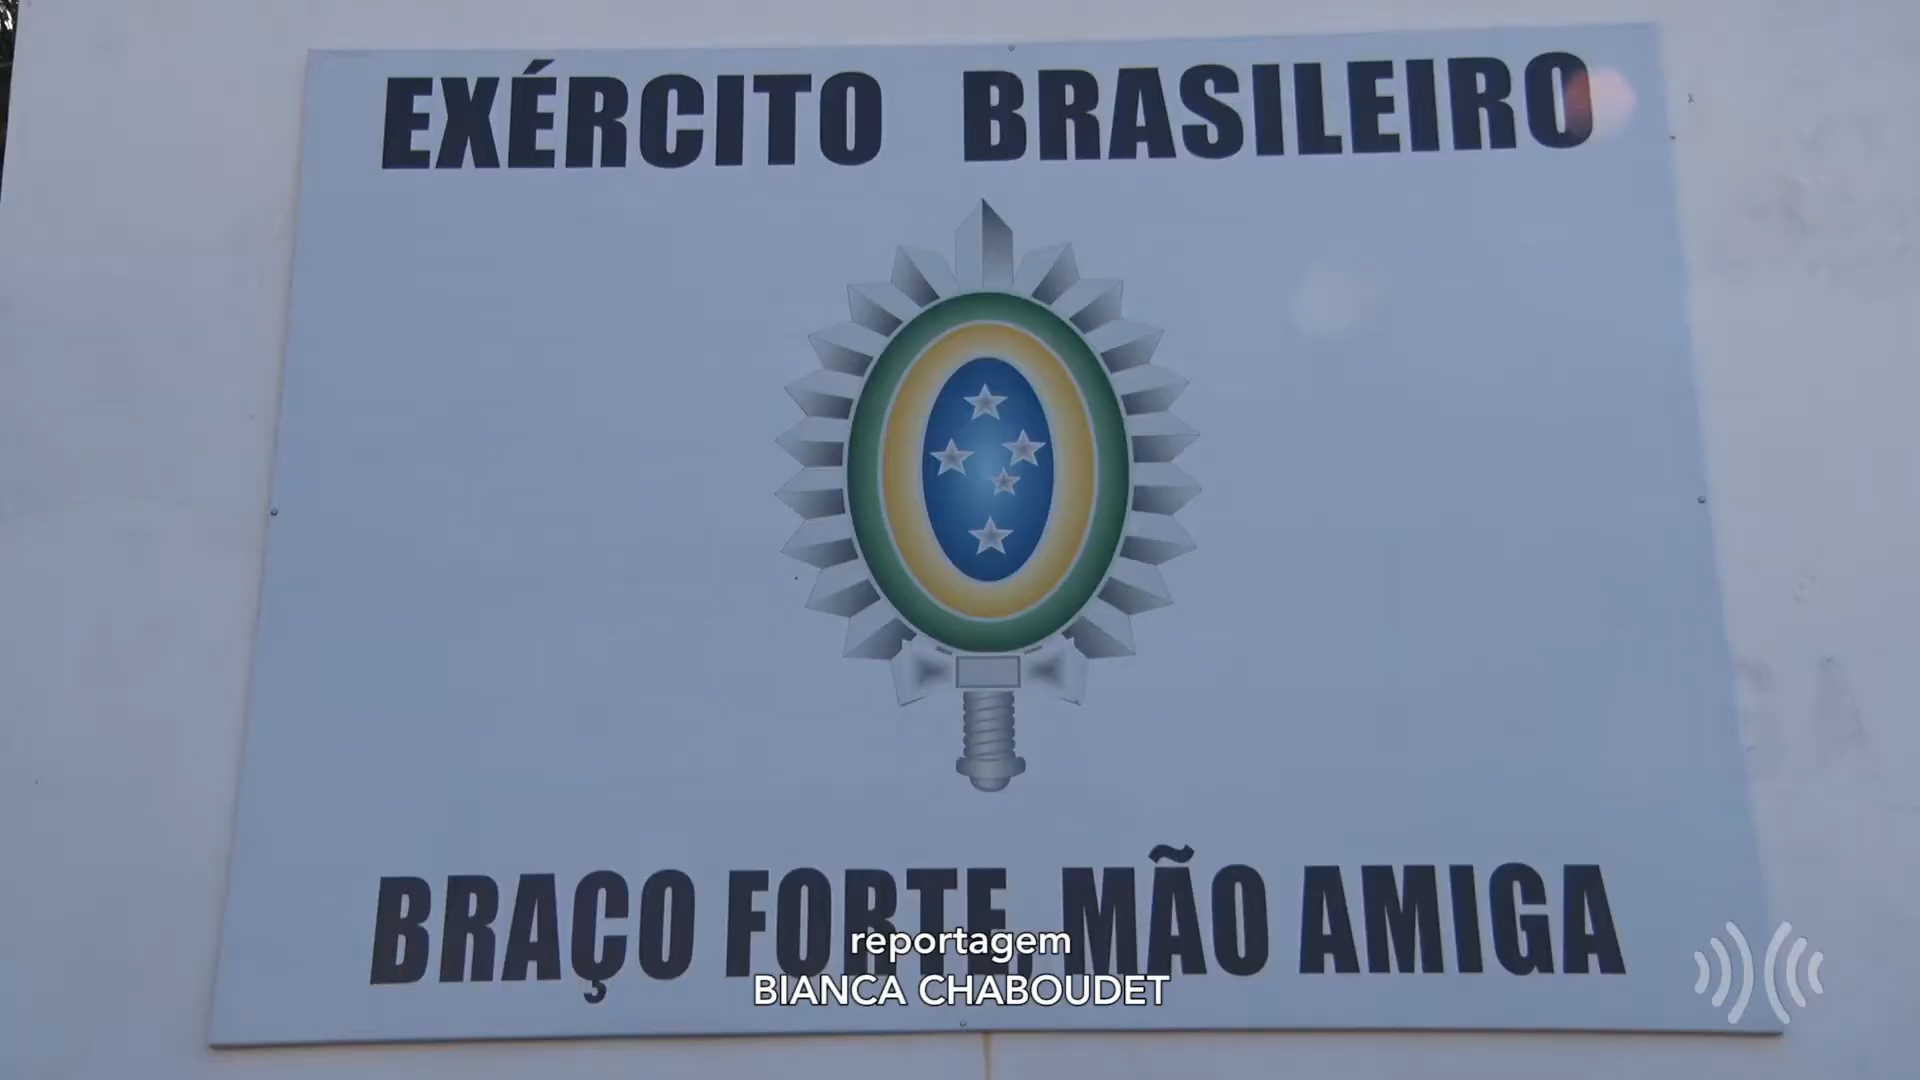 EXÉRCITO BRASILEIRO
BRAÇO FORTE, MÃO AMIGA
reportagem
BIANCA CHABOUDET